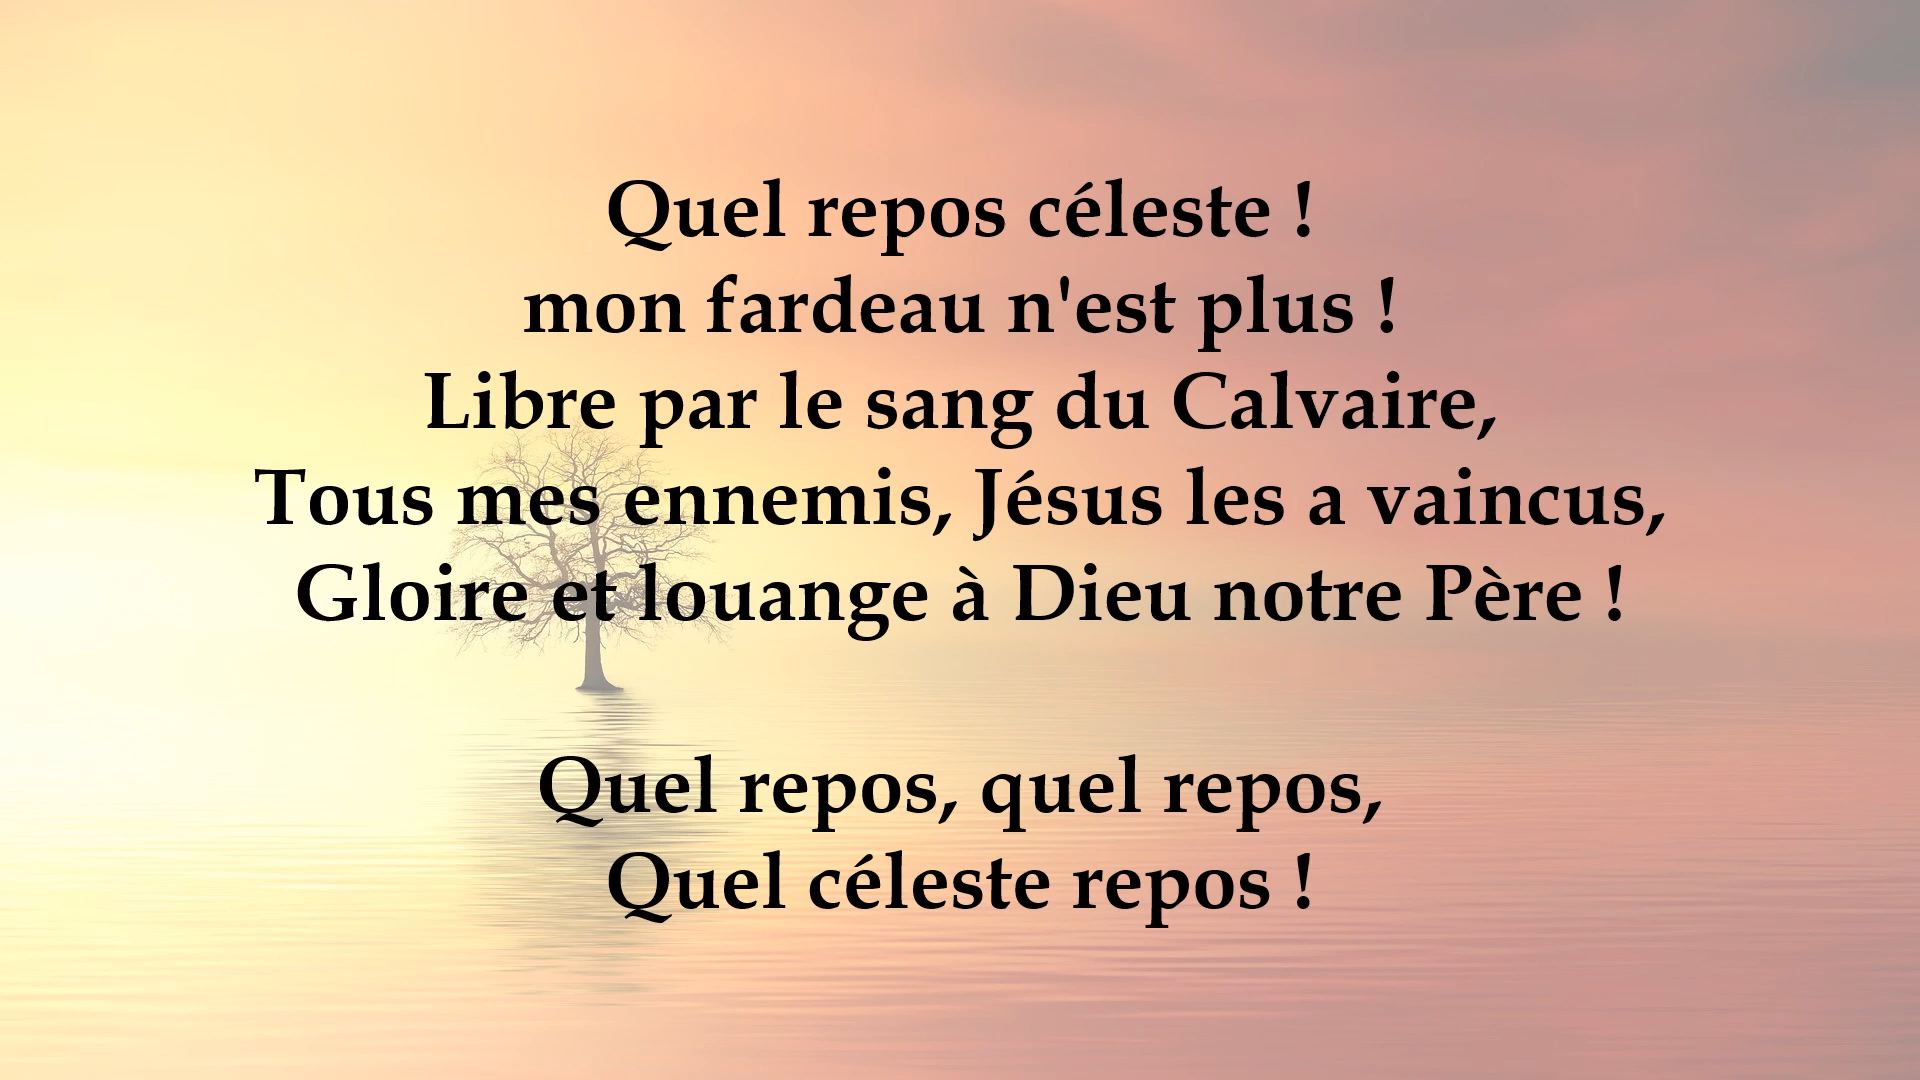 Quel repos céleste !
mon fardeau n'est plus !
Libre par le sang du Calvaire,
Tous mes ennemis, Jésus les a vaincus,
Gloire et louange à Dieu notre Père !
Quel repos, quel repos,
Quel céleste repos !